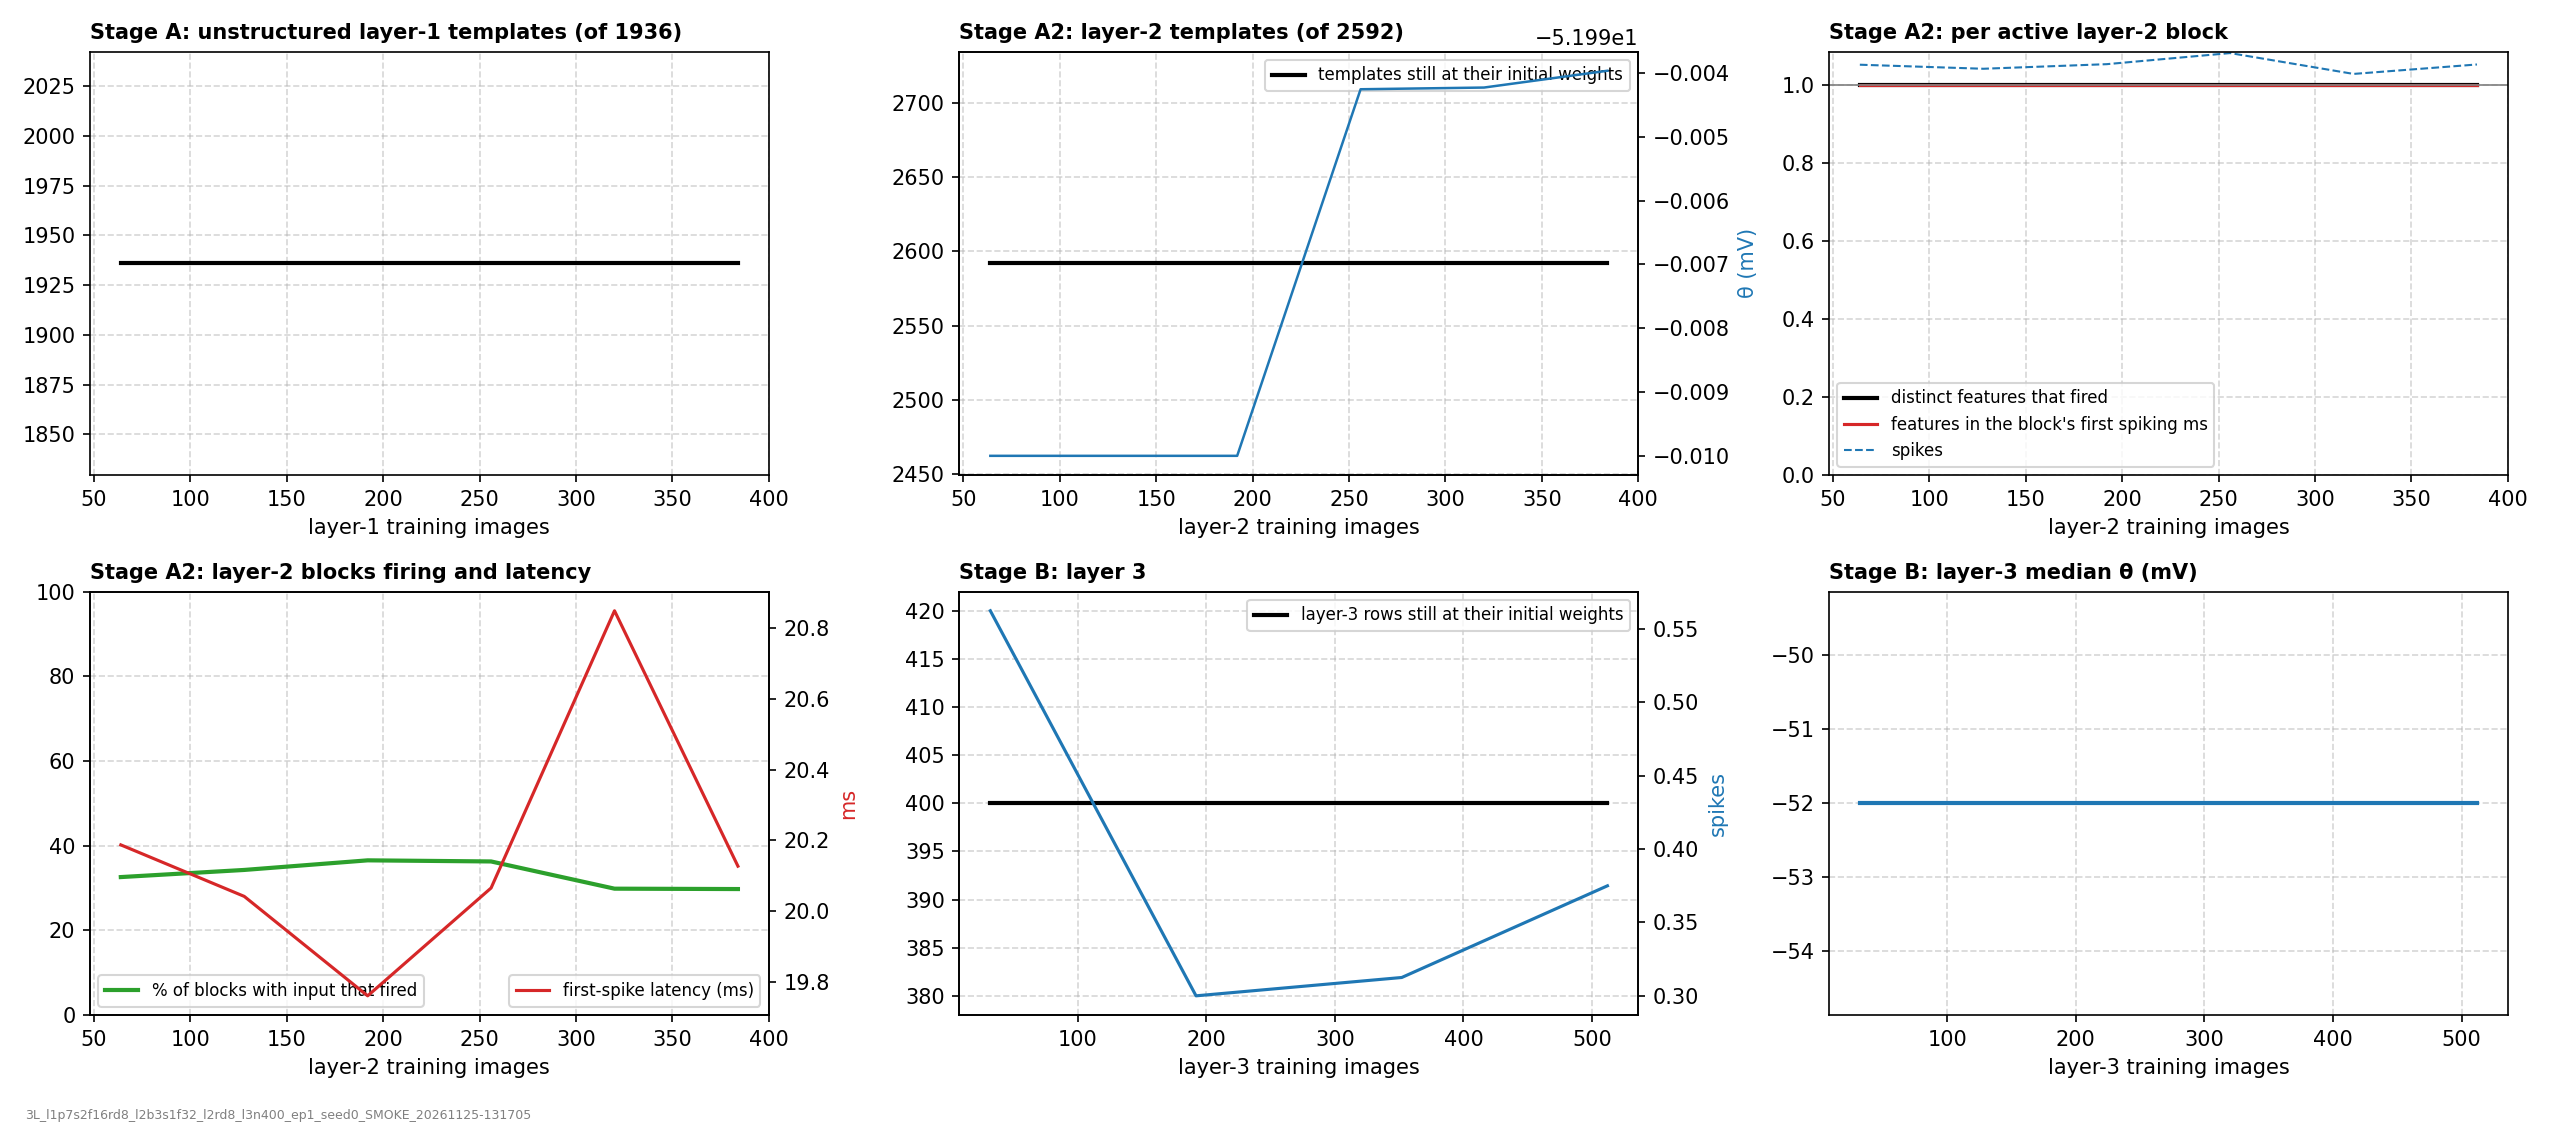 Stage A: unstructured layer-1 templates (of 1936)
2025
2000
1975
1950
1925
1900
1875
1850
50 100 150 200 250 300 350 400
layer-1 training images
Stage A2: layer-2 templates (of 2592)
−5.199e1
templates still at their initial weights
2700
2650
2600
2550
2500
2450
−0.004
−0.005
−0.006
−0.007
−0.008
−0.009
−0.010
θ (mV)
50 100 150 200 250 300 350 400
layer-2 training images
Stage A2: per active layer-2 block
1.0
0.8
0.6
0.4
0.2
0.0
distinct features that fired
features in the block's first spiking ms
spikes
50 100 150 200 250 300 350 400
layer-2 training images
Stage A2: layer-2 blocks firing and latency
100
80
60
40
20
0
20.8
20.6
20.4
20.2
20.0
19.8
ms
% of blocks with input that fired
first-spike latency (ms)
50 100 150 200 250 300 350 400
layer-2 training images
Stage B: layer 3
layer-3 rows still at their initial weights
420
415
410
405
400
395
390
385
380
0.55
0.50
0.45
0.40
0.35
0.30
spikes
100 200 300 400 500
layer-3 training images
Stage B: layer-3 median θ (mV)
−50
−51
−52
−53
−54
100 200 300 400 500
layer-3 training images
3L_l1p7s2f16rd8_l2b3s1f32_l2rd8_l3n400_ep1_seed0_SMOKE_20261125-131705